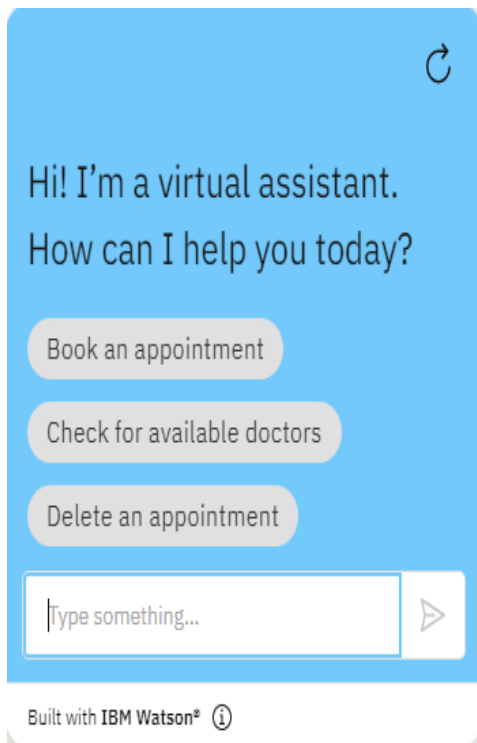 Hi! I’m a virtual assistant.
How can I help you today?
Book an appointment
Check for available doctors
Delete an appointment
Type something...
Built with IBM Watson®